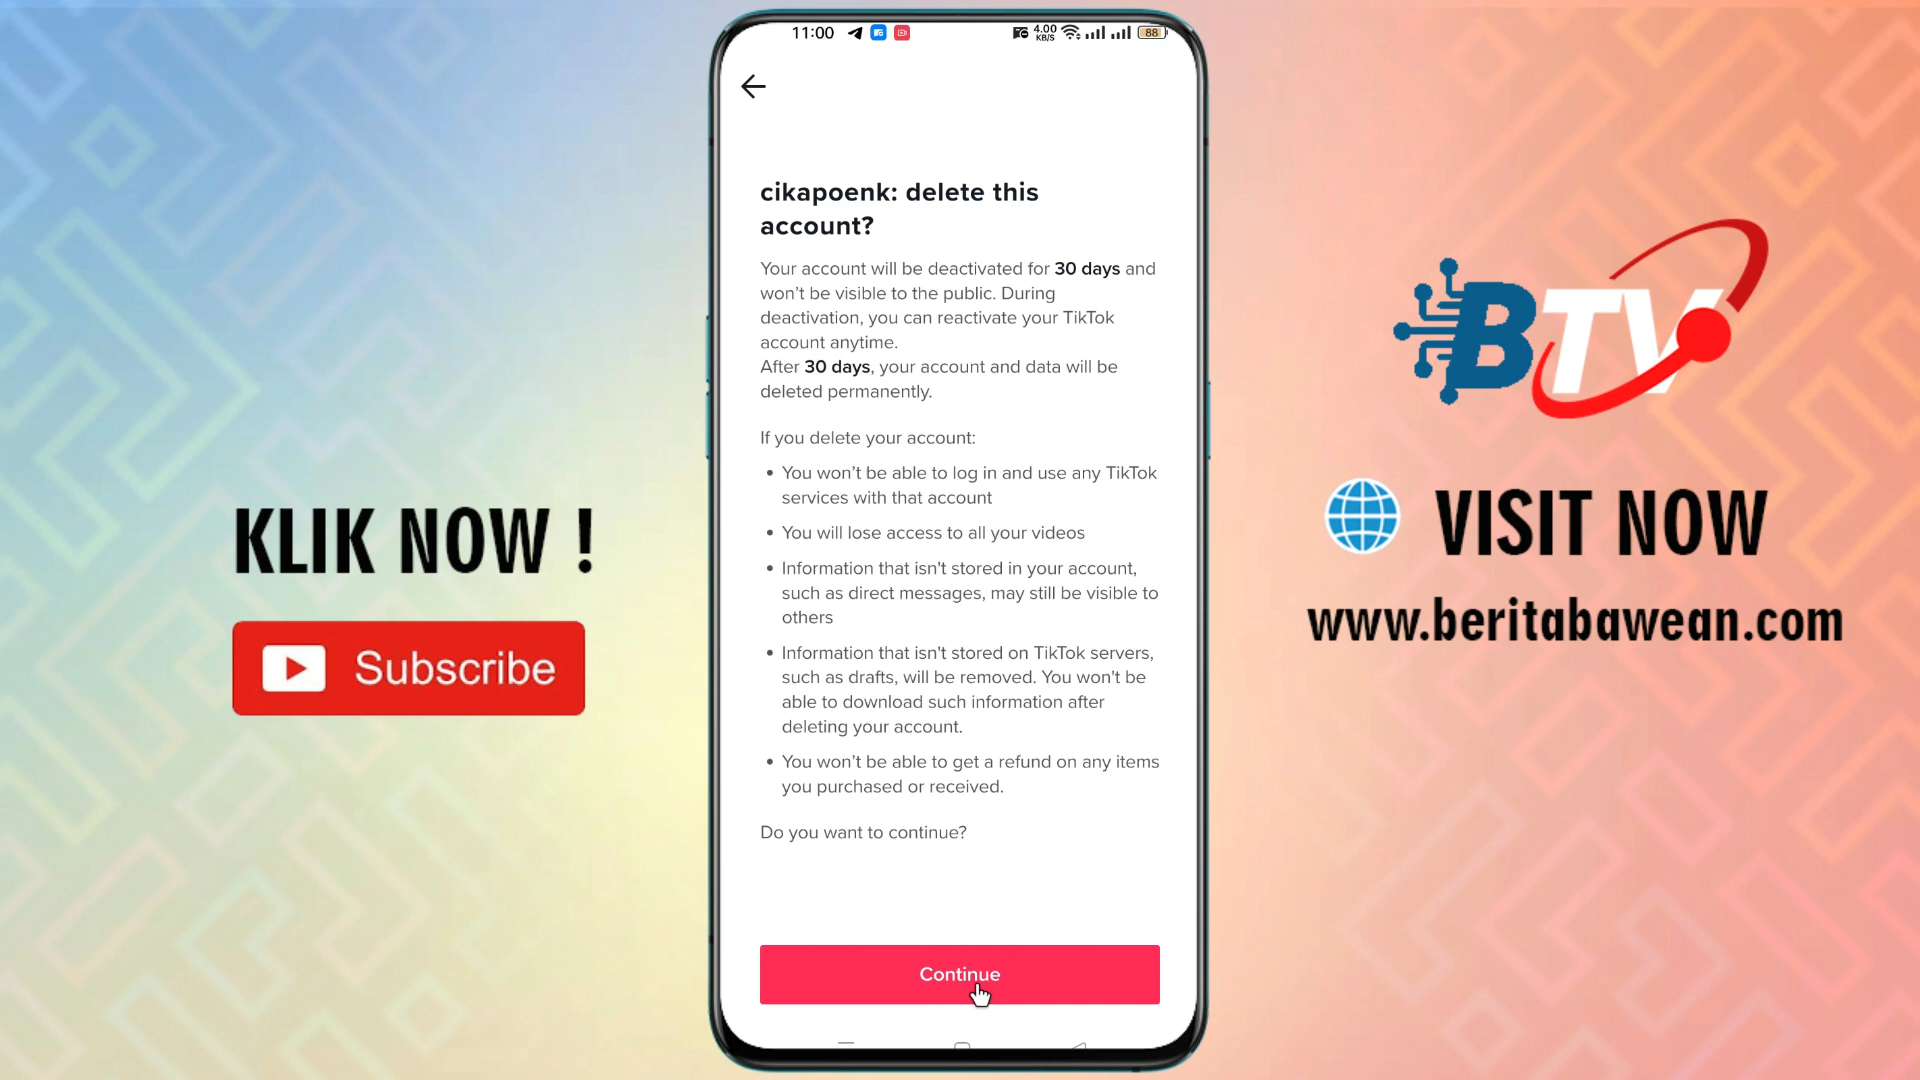 11:00
4.00
KB/S
88
cikapoenk: delete this
account?
Your account will be deactivated for 30 days and
won’t be visible to the public. During
deactivation, you can reactivate your TikTok
account anytime.
After 30 days, your account and data will be
deleted permanently.
If you delete your account:
• You won’t be able to log in and use any TikTok
services with that account
• You will lose access to all your videos
• Information that isn't stored in your account,
such as direct messages, may still be visible to
others
• Information that isn't stored on TikTok servers,
such as drafts, will be removed. You won't be
able to download such information after
deleting your account.
• You won’t be able to get a refund on any items
you purchased or received.
Do you want to continue?
Continue
KLIK NOW !
Subscribe
BTV
VISIT NOW
www.beritabawean.com